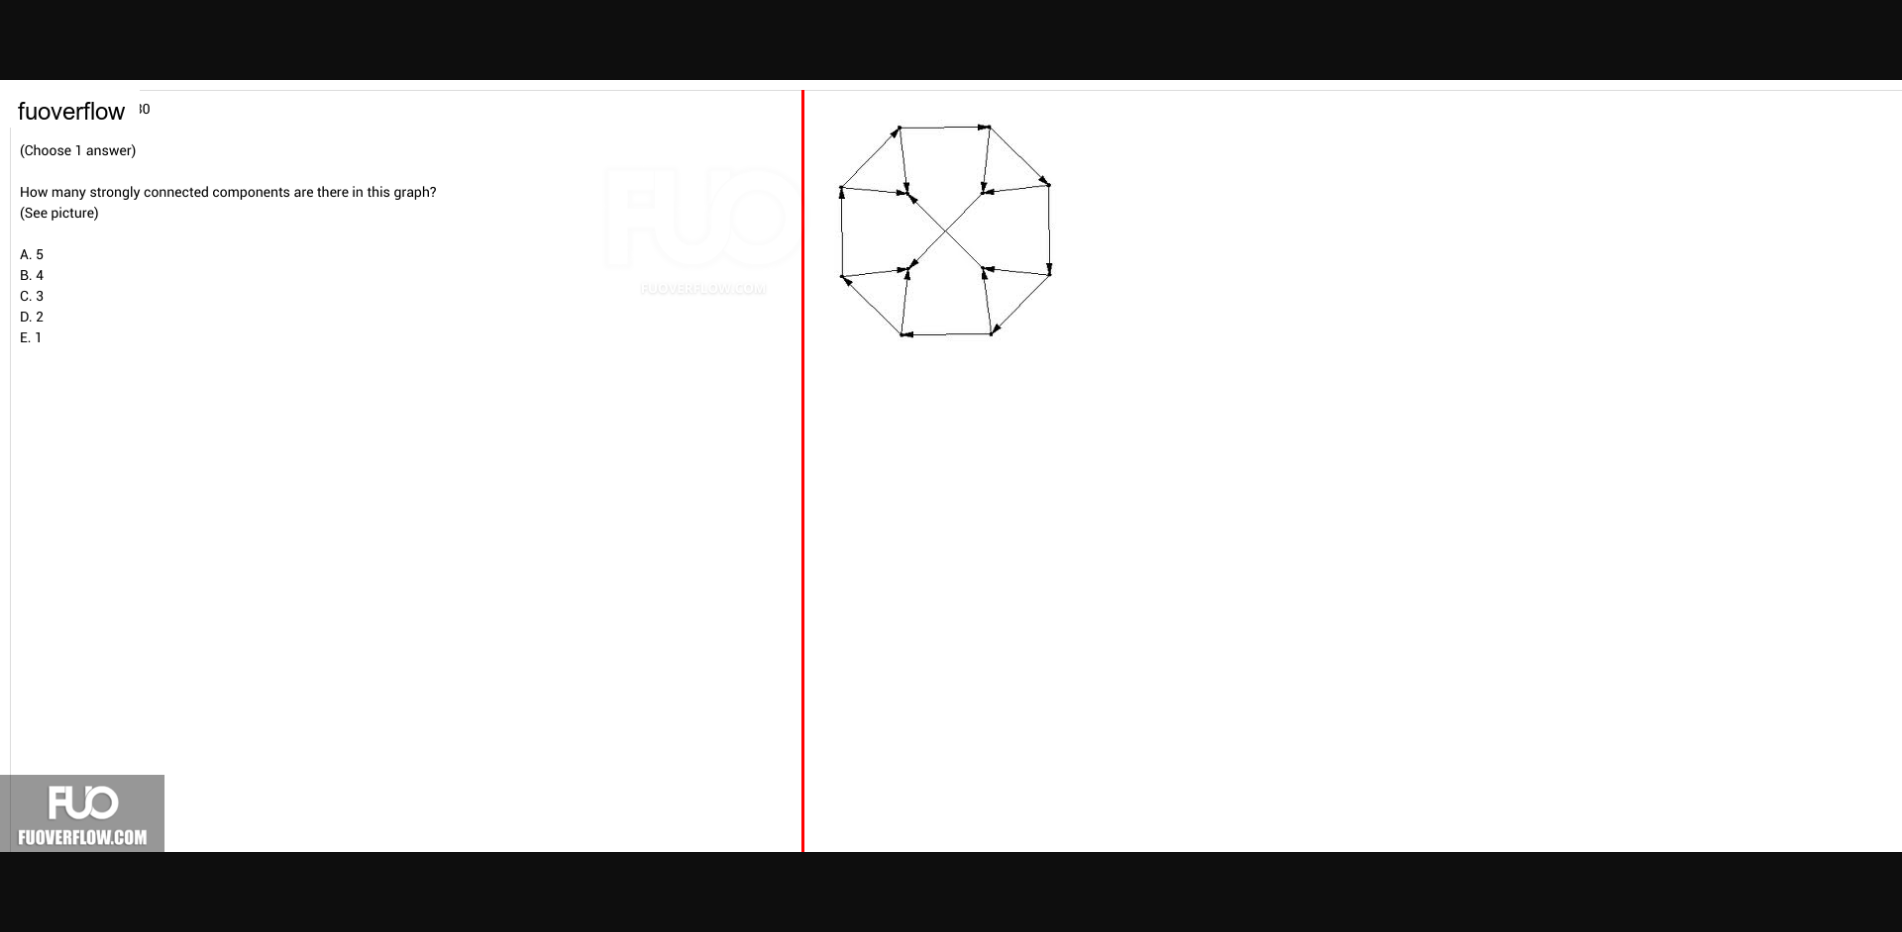 fuoverflow 30
(Choose 1 answer)
How many strongly connected components are there in this graph?
(See picture)
A. 5
B. 4
C. 3
D. 2
E. 1
FUO
FUOVERFLOW.COM
FUO
FUOVERFLOW.COM